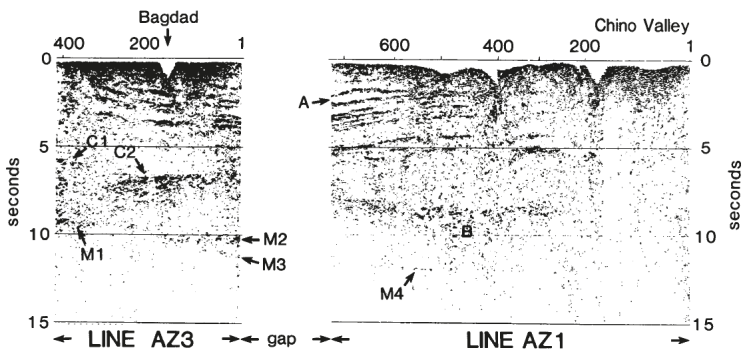 Bagdad
Chino Valley
400 200 1
600 400 200 1
0
0
A
C1
C2
5
5
seconds
seconds
B
10
10
M1
M2
M3
M4
15
15
LINE AZ3
gap
LINE AZ1